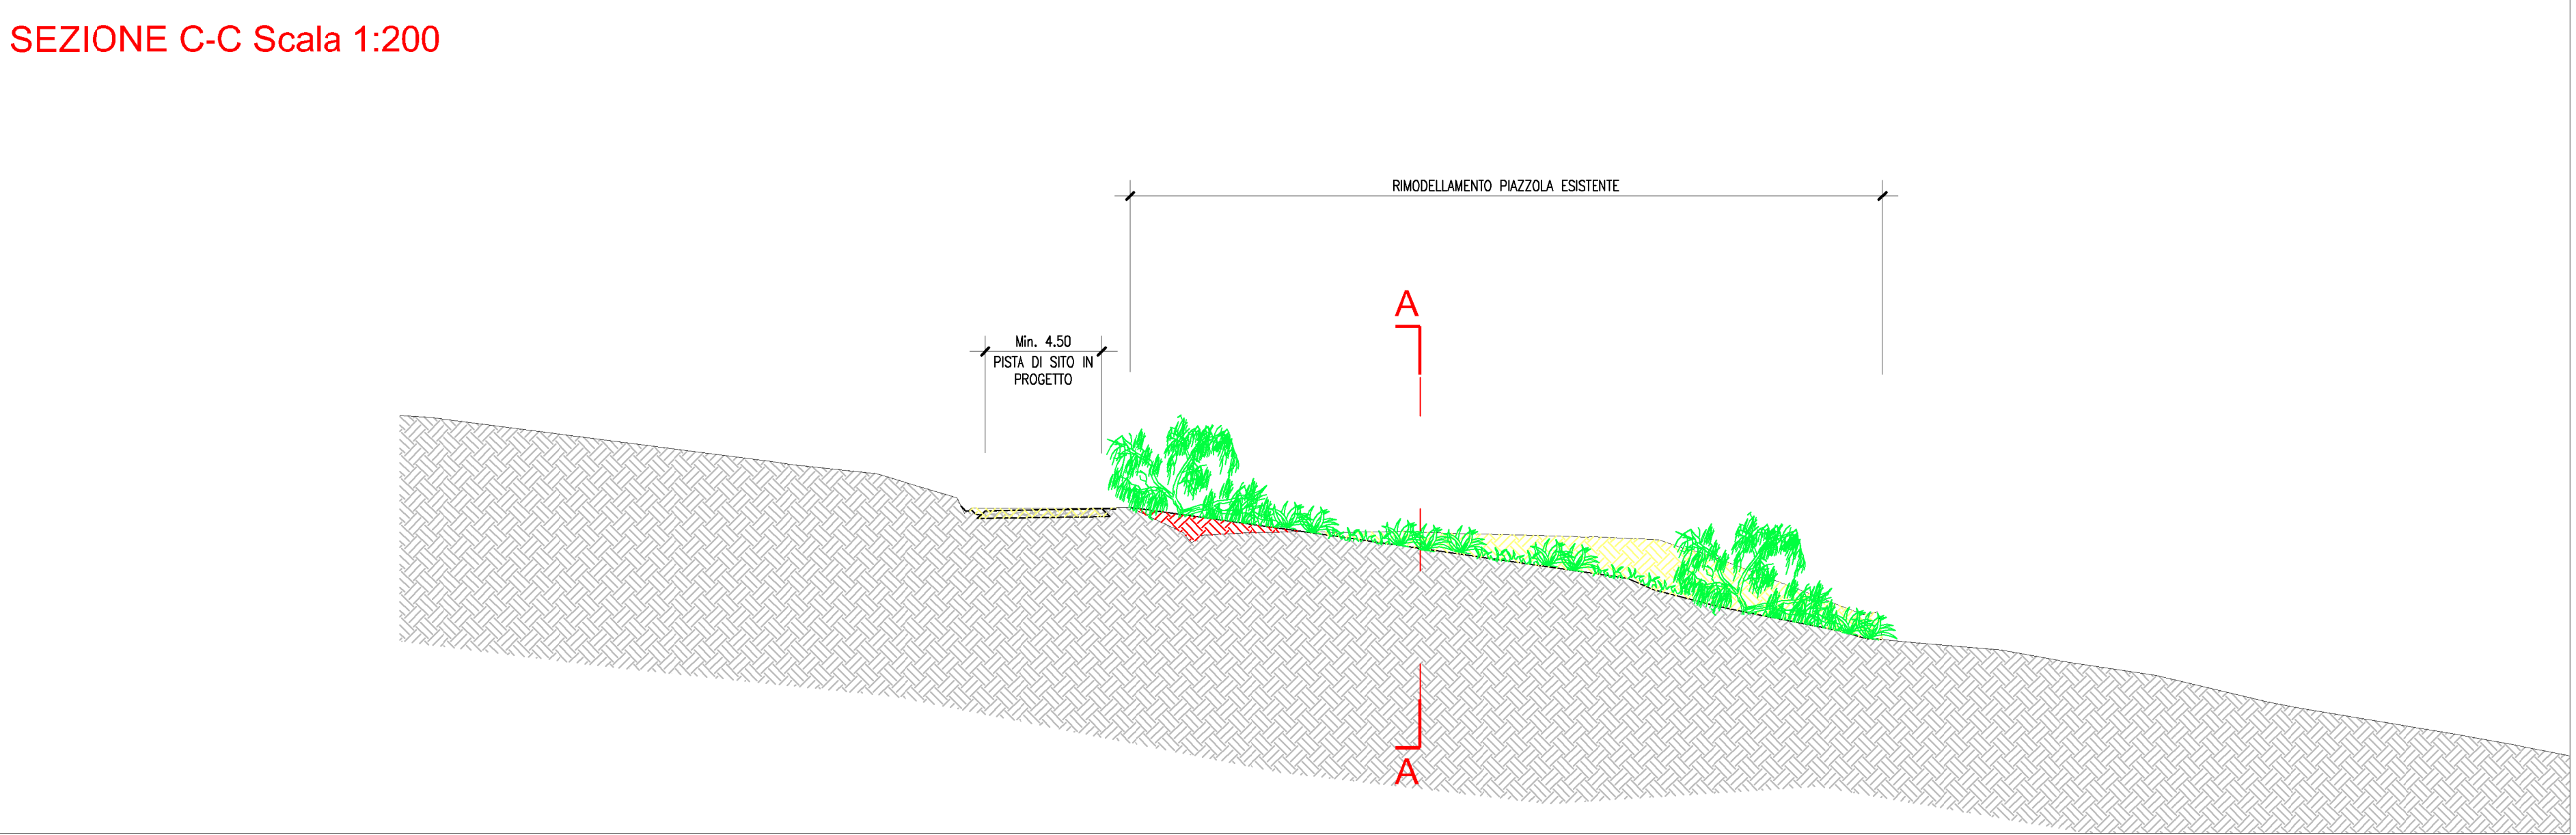 SEZIONE C-C Scala 1:200
RIMODELLAMENTO PIAZZOLA ESISTENTE
A
Min. 4.50
PISTA DI SITO IN
PROGETTO
A